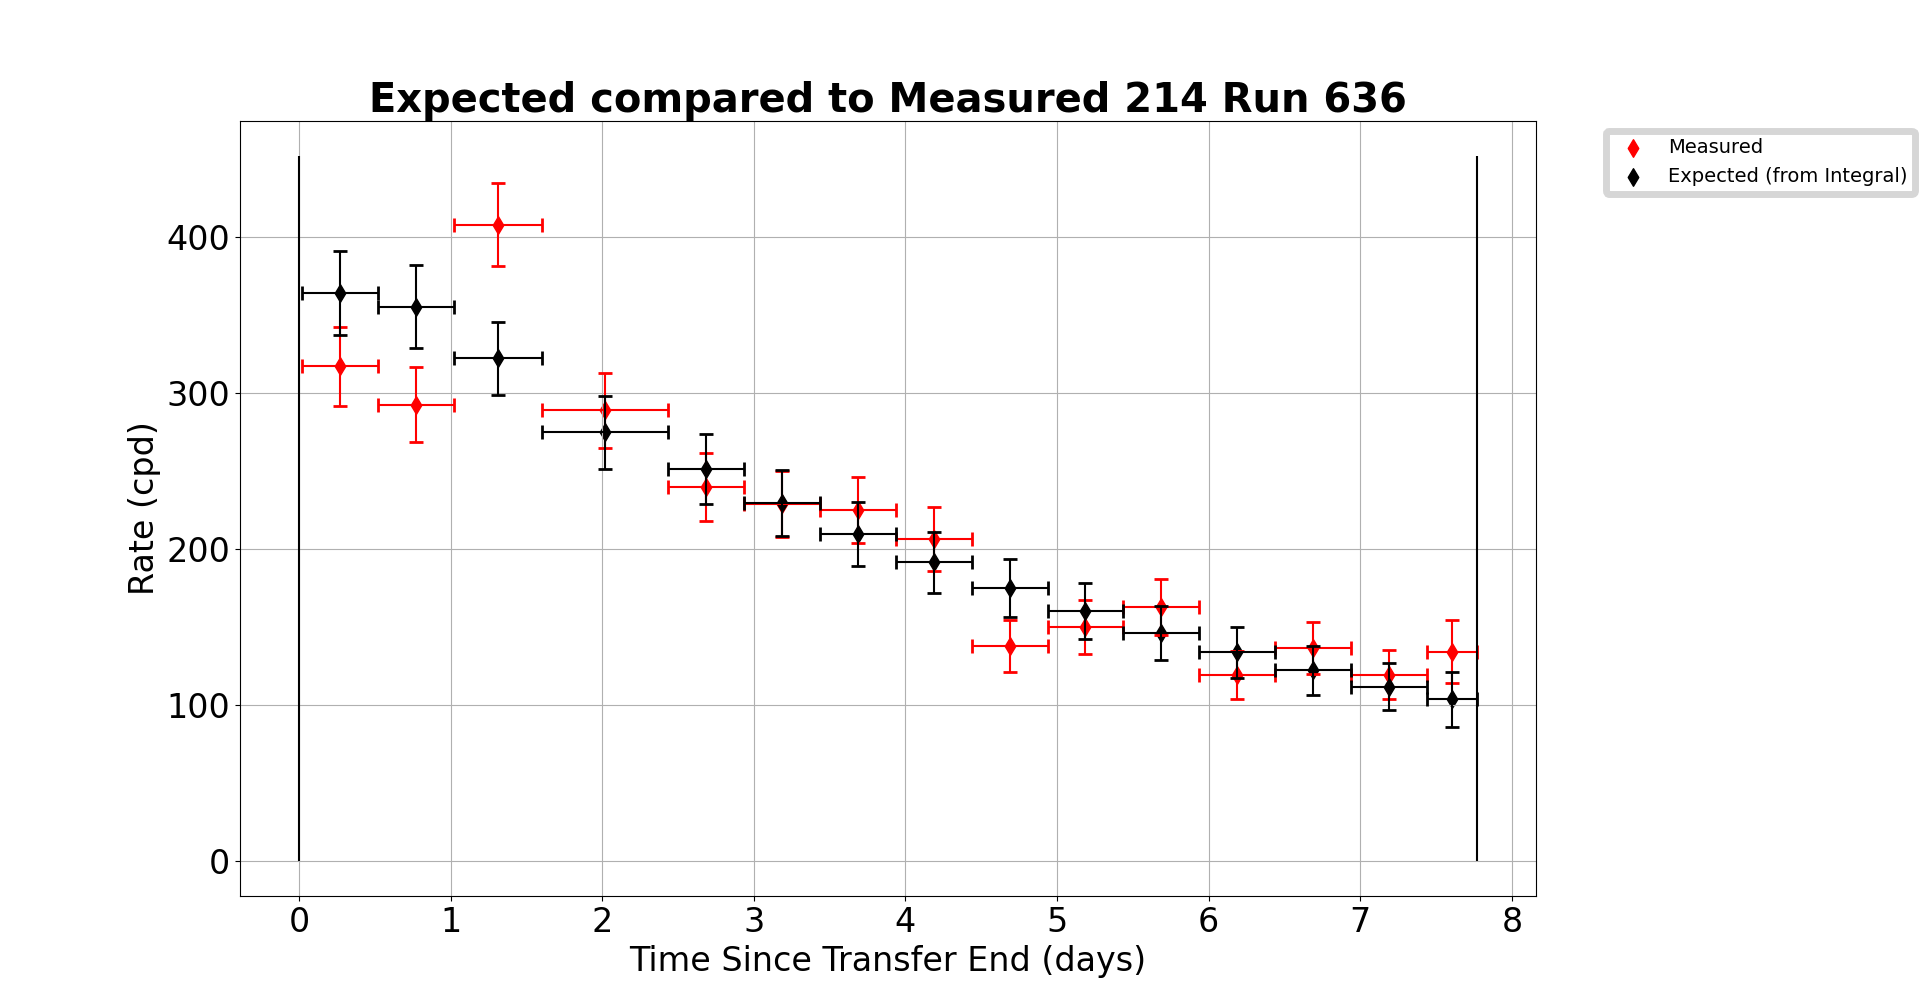 Expected compared to Measured 214 Run 636
Measured
Expected (from Integral)
400
300
200
100
0
Rate (cpd)
0 1 2 3 4 5 6 7 8
Time Since Transfer End (days)